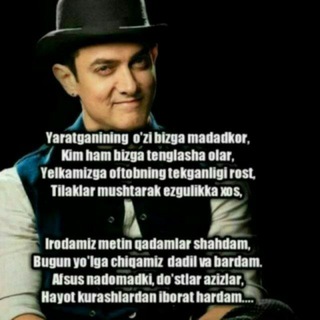 Yaratganining o'zi bizga madadkor,
Kim ham bizga tenglasha olar,
Yelkamizga oftobning tekganligi rost,
Tilaklar mushtarak ezgulikka xos,
Irodamiz metin qadamlar shahdam,
Bugun yo'lga chiqamiz dadil va bardam.
Afsus nadomadki, do'stlar azizlar,
Hayot kurashlardan iborat hardam....